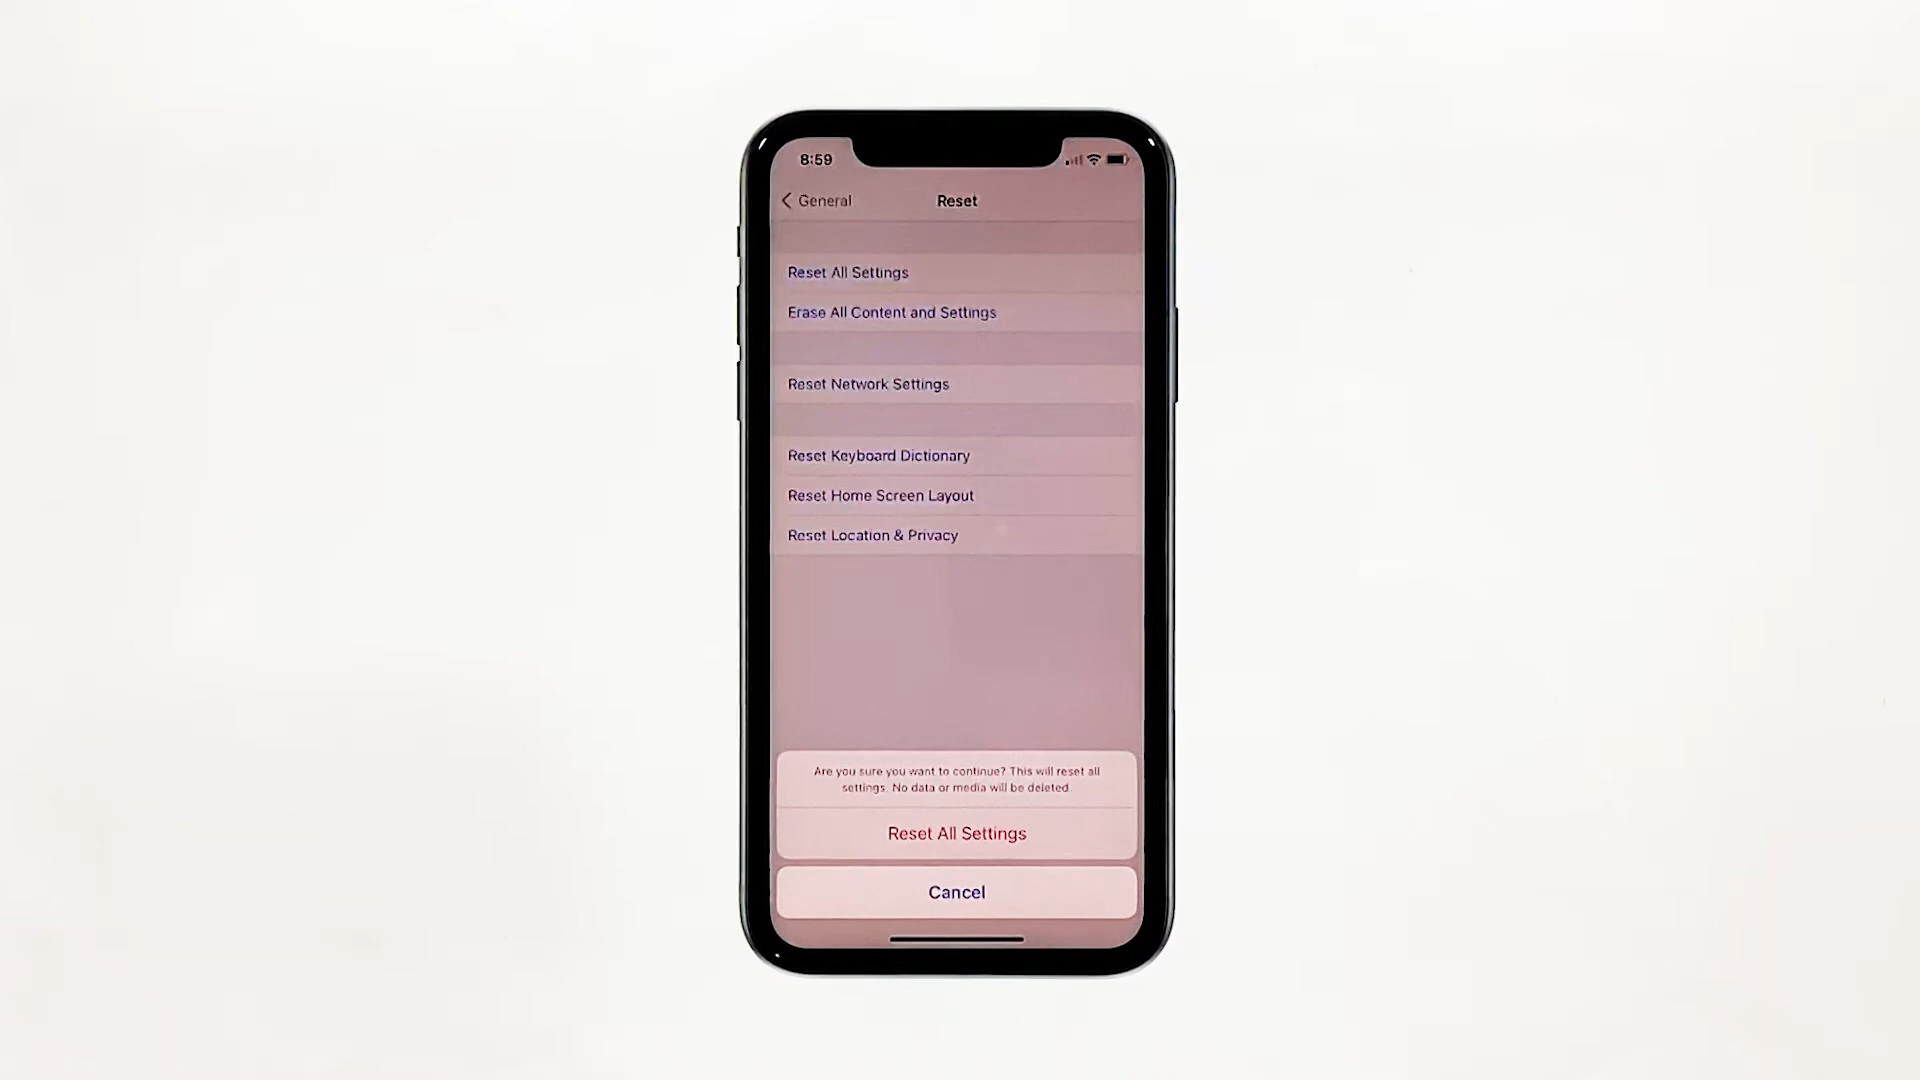 8:59
General
Reset
Reset All Settings
Erase All Content and Settings
Reset Network Settings
Reset Keyboard Dictionary
Reset Home Screen Layout
Reset Location & Privacy
Are you sure you want to continue? This will reset all
settings. No data or media will be deleted.
Reset All Settings
Cancel